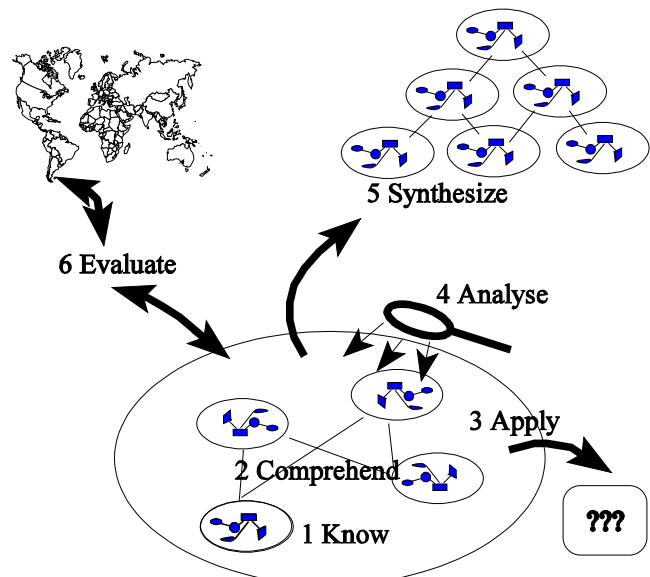 5 Synthesize
6 Evaluate
4 Analyse
3 Apply
2 Comprehend
???
1 Know